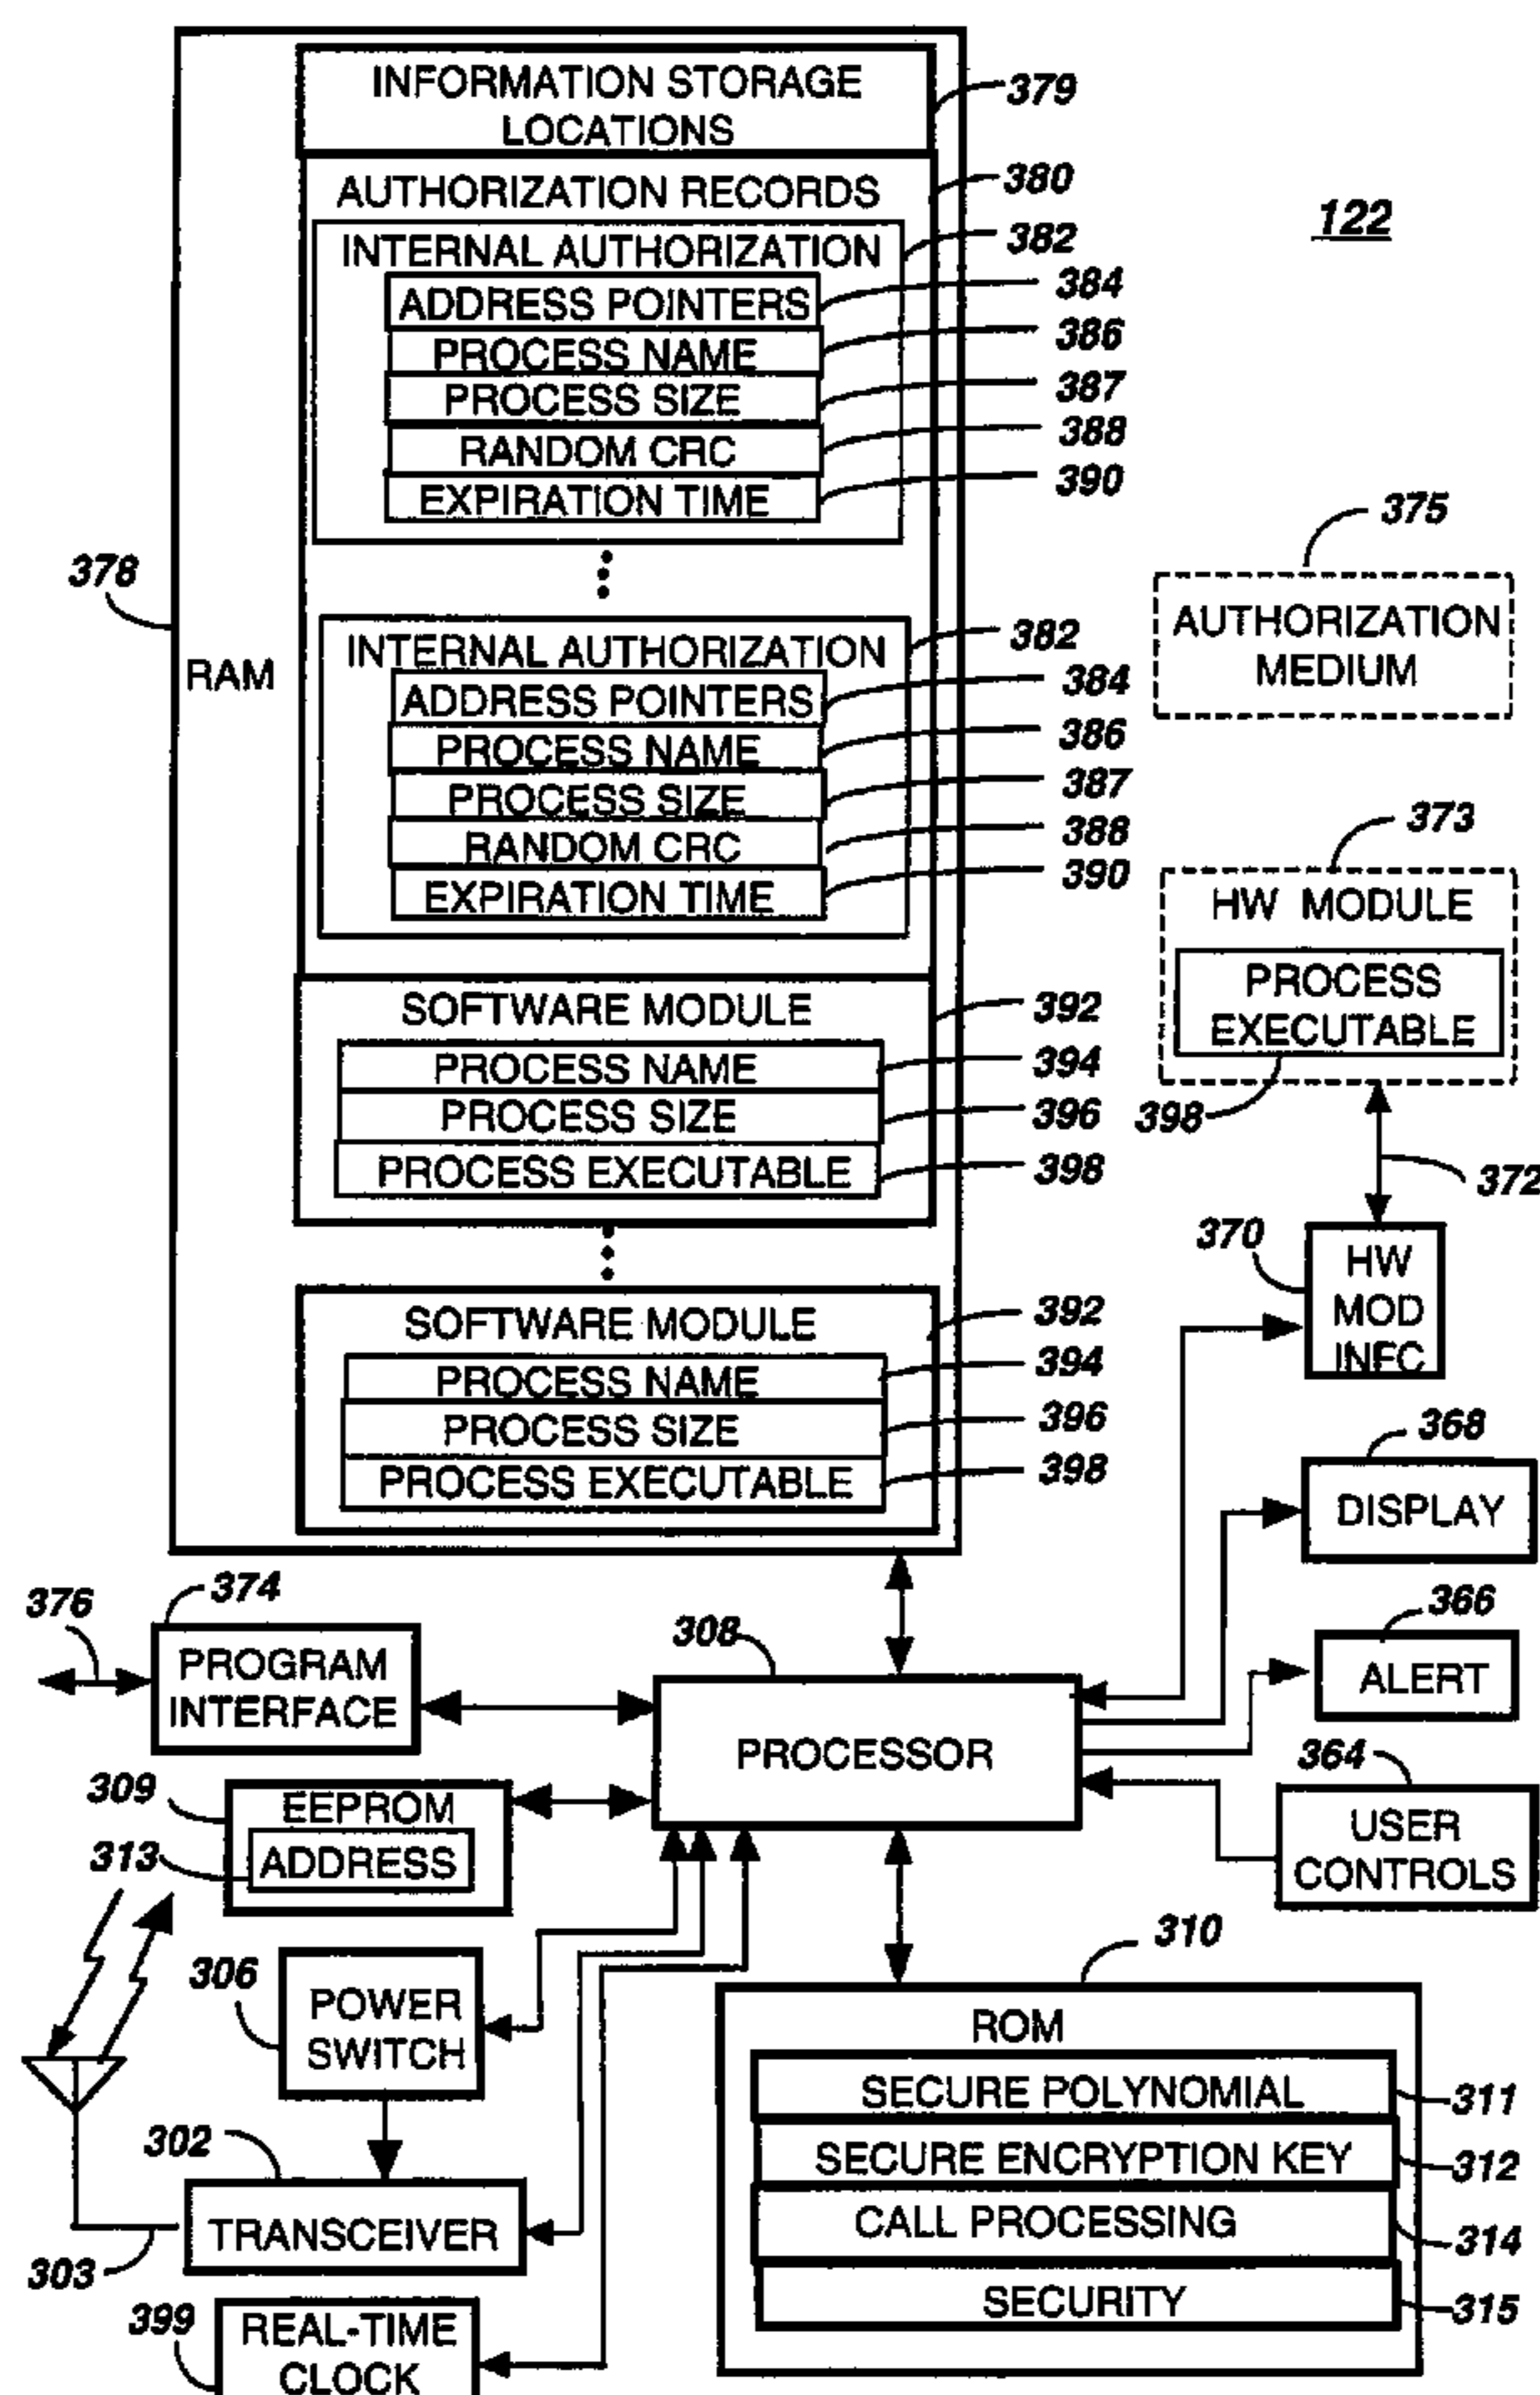 INFORMATION STORAGE
LOCATIONS
379
AUTHORIZATION RECORDS
380
122
INTERNAL AUTHORIZATION
382
ADDRESS POINTERS
384
PROCESS NAME
386
PROCESS SIZE
387
RANDOM CRC
388
EXPIRATION TIME
390
375
AUTHORIZATION
MEDIUM
378
RAM
INTERNAL AUTHORIZATION
382
ADDRESS POINTERS
384
PROCESS NAME
386
PROCESS SIZE
387
RANDOM CRC
388
EXPIRATION TIME
390
373
HW MODULE
PROCESS
EXECUTABLE
398
372
SOFTWARE MODULE
392
PROCESS NAME
394
PROCESS SIZE
396
PROCESS EXECUTABLE
398
370
HW
MOD
INFC
SOFTWARE MODULE
392
PROCESS NAME
394
PROCESS SIZE
396
PROCESS EXECUTABLE
398
368
DISPLAY
376
374
PROGRAM
INTERFACE
308
PROCESSOR
366
ALERT
364
USER
CONTROLS
309
EEPROM
313
ADDRESS
306
POWER
SWITCH
310
ROM
SECURE POLYNOMIAL
311
SECURE ENCRYPTION KEY
312
CALL PROCESSING
314
SECURITY
315
302
TRANSCEIVER
303
399
REAL-TIME
CLOCK